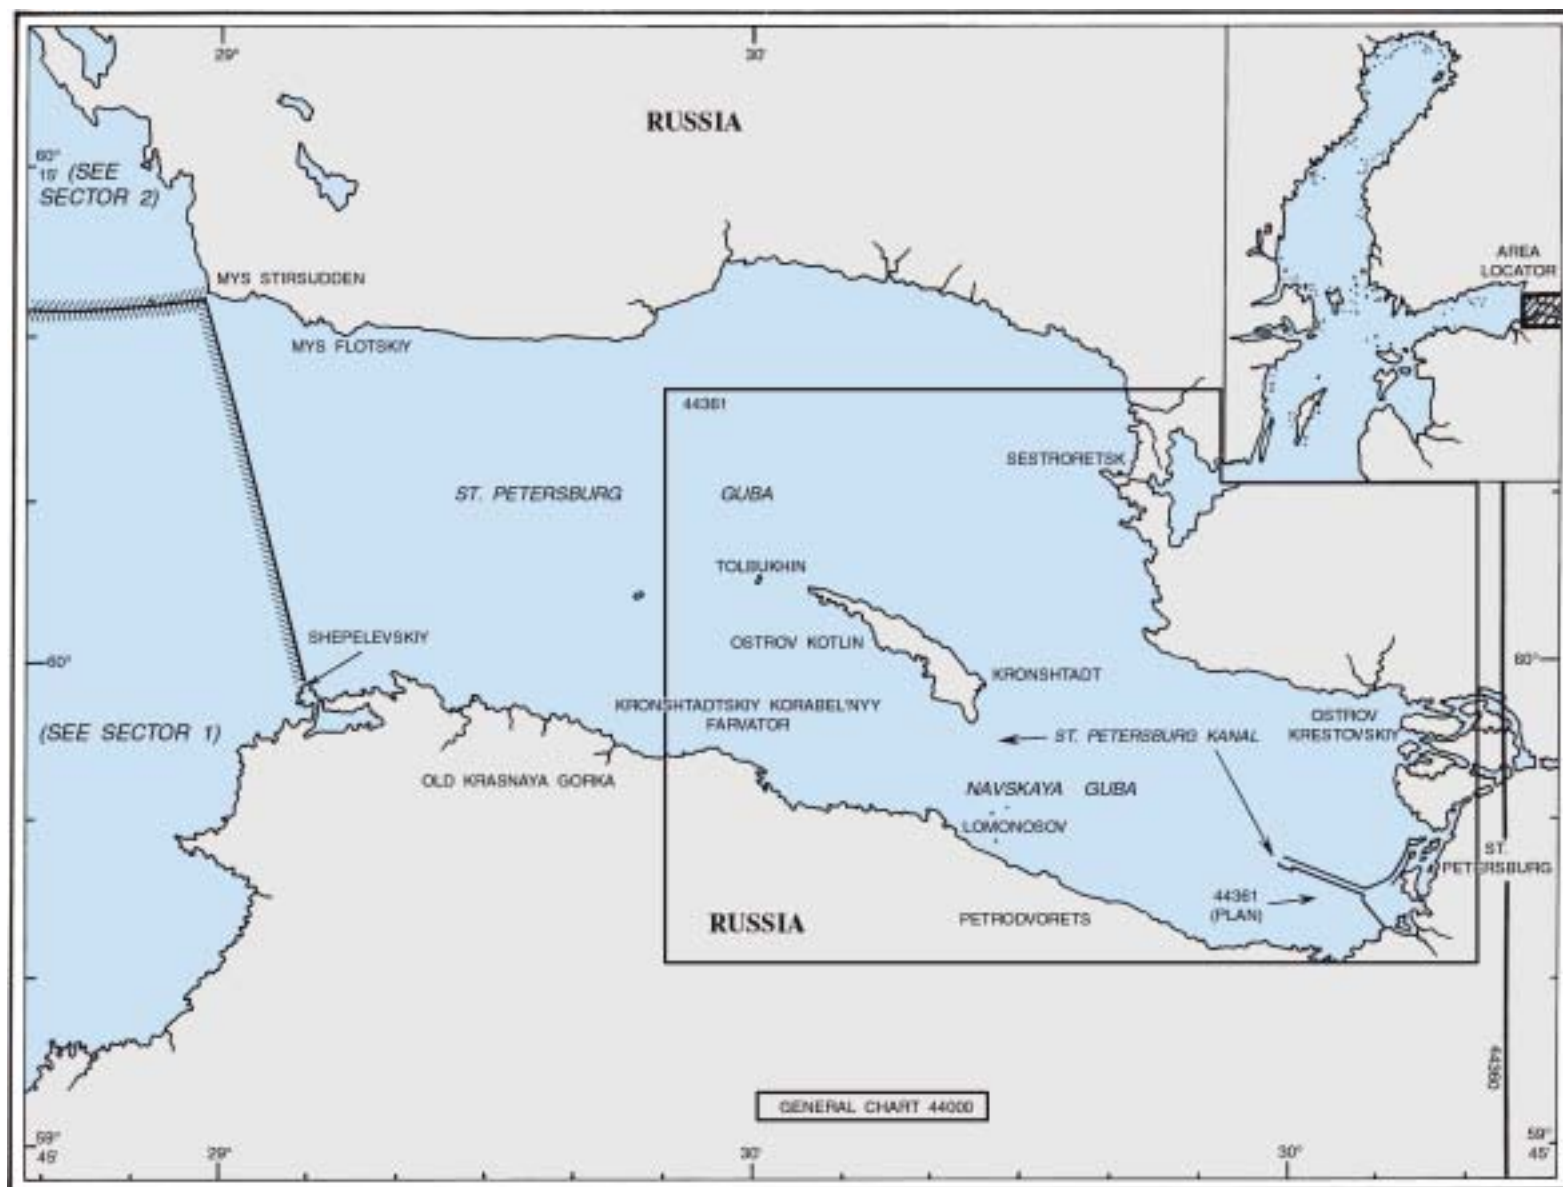 29°
30'
RUSSIA
60°
15' (SEE
SECTOR 2)
AREA
LOCATOR
MYS STIRSUDDEN
MYS FLOTSKIY
44361
SESTRORETSK
ST. PETERSBURG GUBA
TOLBUKHIN
SHEPELEVSKIY
OSTROV KOTLIN
60°
60°
KRONSHTADT
KRONSHTADTSKIY KORABEL'NYY
FARVATOR
OSTROV
KRESTOVSKIY
(SEE SECTOR 1)
ST. PETERSBURG KANAL
OLD KRASNAYA GORKA
NAVSKAYA GUBA
LOMONOSOV
ST.
PETERSBURG
44361
(PLAN)
RUSSIA
PETRODVORETS
44360
GENERAL CHART 44000
59°
45'
59°
45'
29°
30'
30°